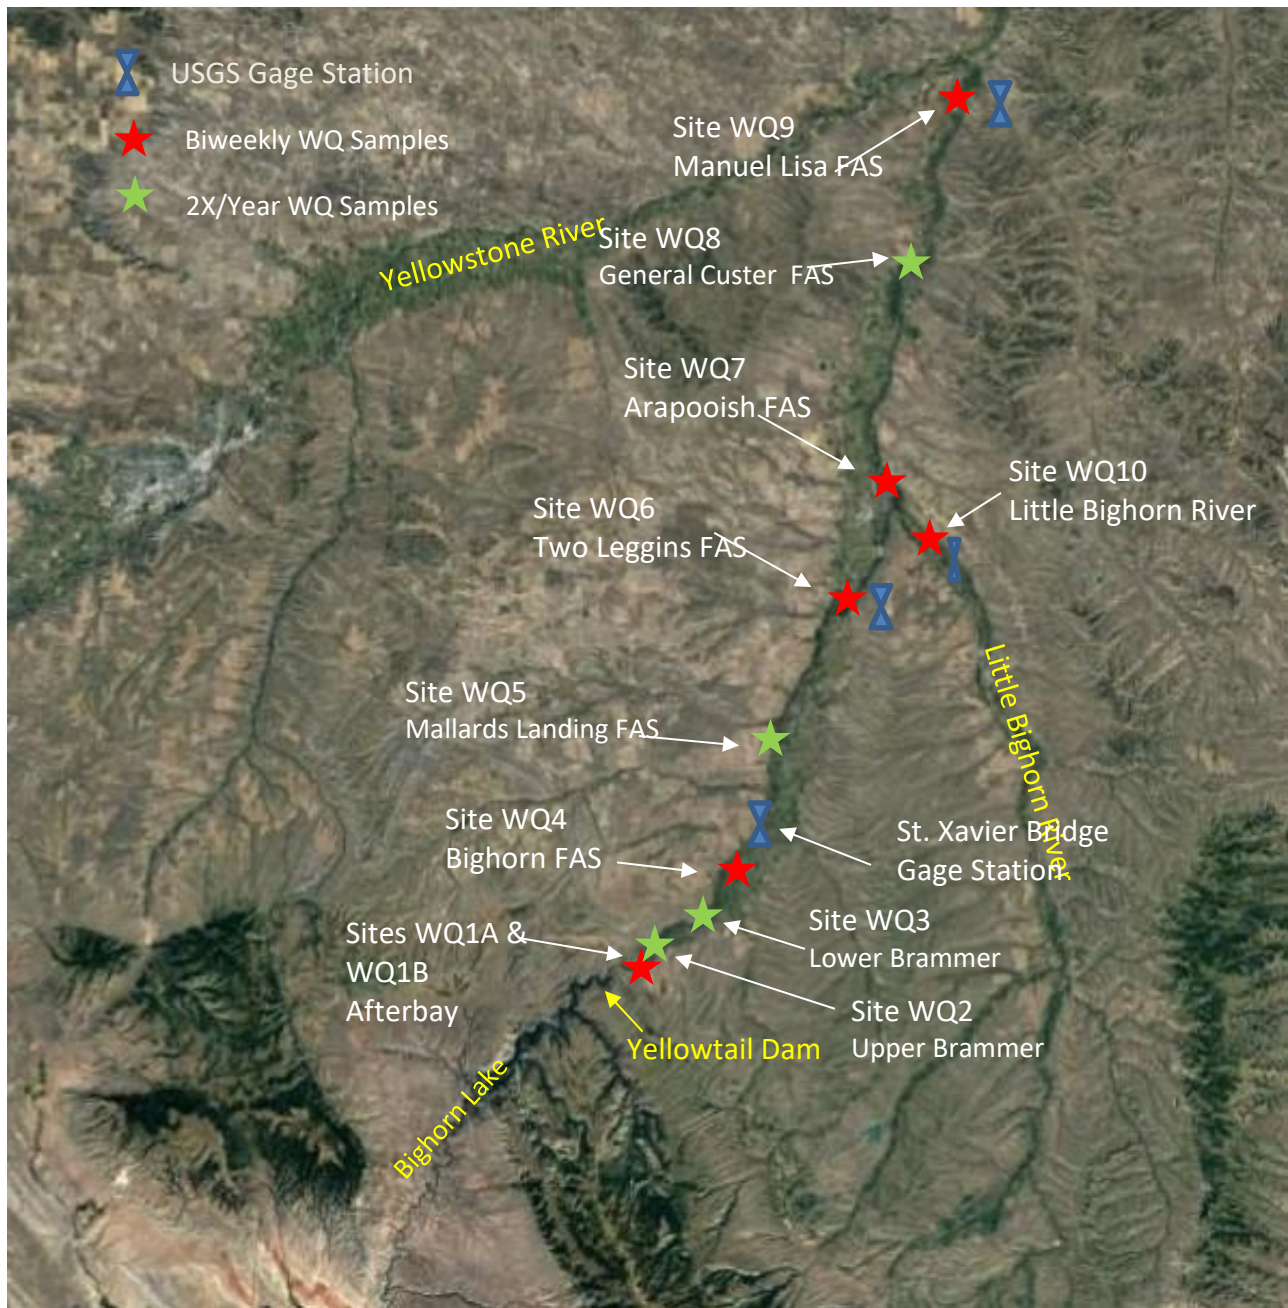 USGS Gage Station
Biweekly WQ Samples
2X/Year WQ Samples
Site WQ9
Manuel Lisa FAS
Yellowstone River
Site WQ8
General Custer FAS
Site WQ7
Arapooish FAS
Site WQ10
Little Bighorn River
Site WQ6
Two Leggins FAS
Little Bighorn River
Site WQ5
Mallards Landing FAS
Site WQ4
Bighorn FAS
St. Xavier Bridge
Gage Station
Sites WQ1A &
WQ1B
Afterbay
Site WQ3
Lower Brammer
Site WQ2
Upper Brammer
Yellowtail Dam
Bighorn Lake